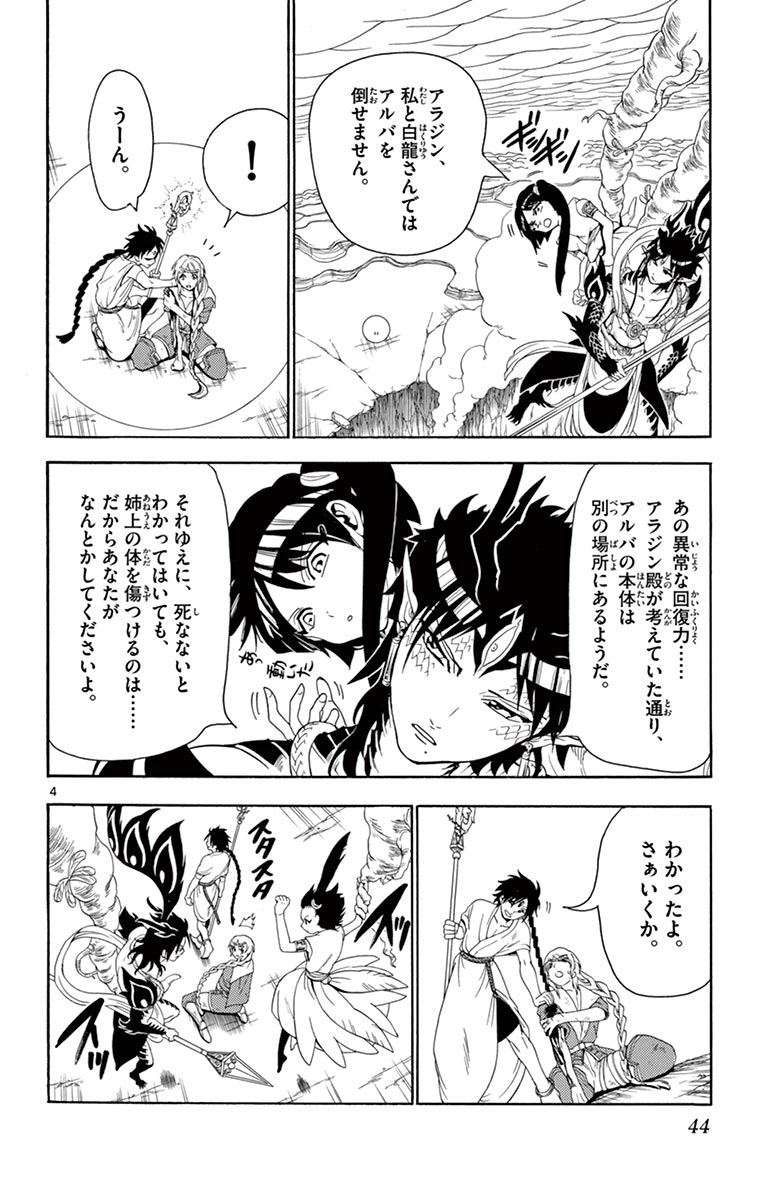 アラジン、
私と白龍さんでは
アルバを
倒せません。
ギギギ
!
うーん。
あの異常な回復力……
アラジン殿が考えていた通り、
アルバの本体は
別の場所にあるようだ。
あっ動いた
それゆえに、死なないと
わかってはいても、
姉上の体を傷つけるのは……
だからあなたが
なんとかしてくださいよ。
4
わかったよ。
さぁいくか。
スタスタ
ズズ
ズズ
44